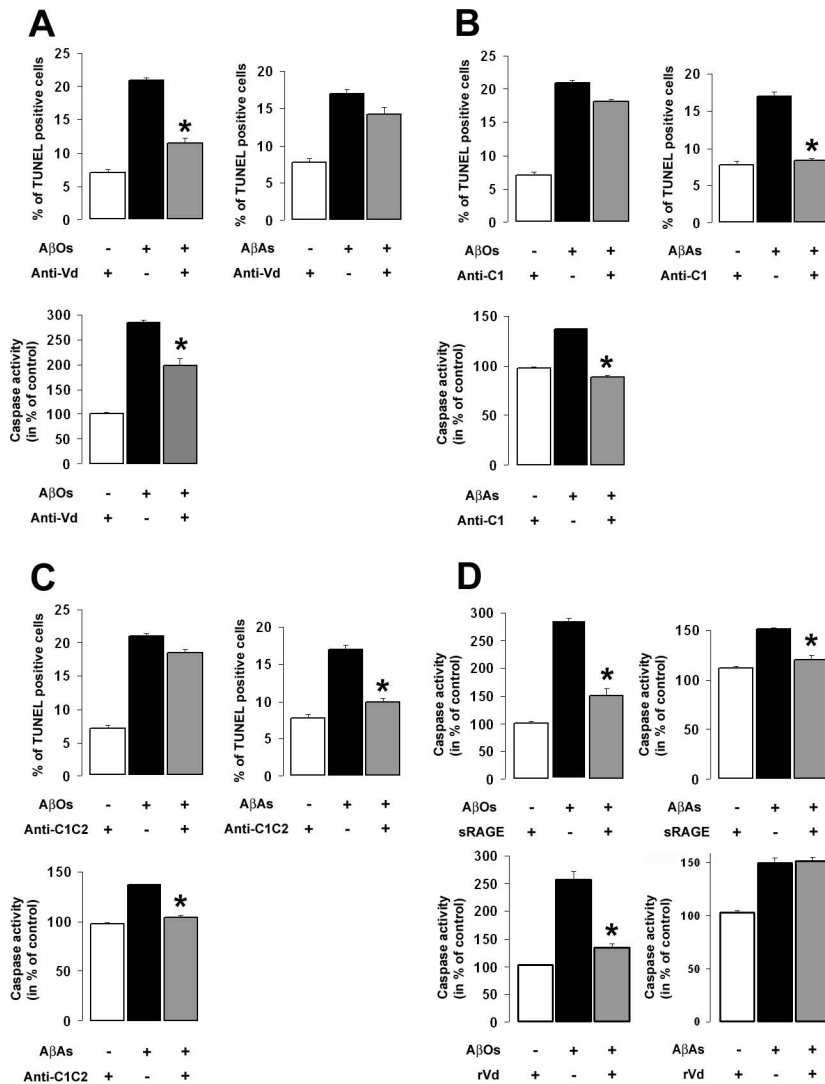 A
B
% of TUNEL positive cells
25
20
15
10
5
0
*
AβOs - + +
Anti-Vd + - +
% of TUNEL positive cells
20
15
10
5
0
AβAs - + +
Anti-Vd + - +
% of TUNEL positive cells
25
20
15
10
5
0
AβOs - + +
Anti-C1 + - +
% of TUNEL positive cells
20
15
10
5
0
*
AβAs - + +
Anti-C1 + - +
Caspase activity
(in % of control)
300
250
200
150
100
50
0
*
AβOs - + +
Anti-Vd + - +
Caspase activity
(in % of control)
150
100
50
0
*
AβAs - + +
Anti-C1 + - +
C
D
% of TUNEL positive cells
25
20
15
10
5
0
AβOs - + +
Anti-C1C2 + - +
% of TUNEL positive cells
20
15
10
5
0
*
AβAs - + +
Anti-C1C2 + - +
Caspase activity
(in % of control)
300
250
200
150
100
50
0
*
AβOs - + +
sRAGE + - +
Caspase activity
(in % of control)
150
100
50
0
*
AβAs - + +
sRAGE + - +
Caspase activity
(in % of control)
150
100
50
0
*
AβAs - + +
Anti-C1C2 + - +
Caspase activity
(in % of control)
300
250
200
150
100
50
0
*
AβOs - + +
rVd + - +
Caspase activity
(in % of control)
150
100
50
0
AβAs - + +
rVd + - +